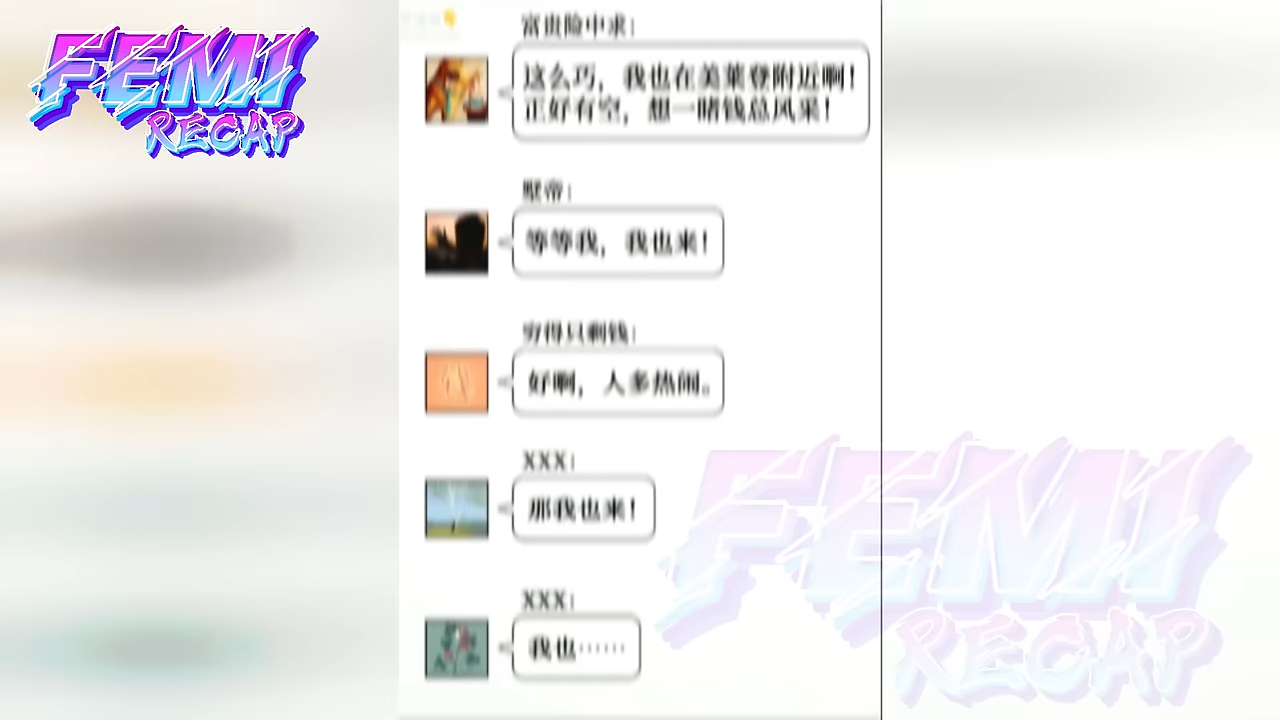 FEMI
RECAP
富贵险中求：
这么巧，我也在美莱登附近啊！
正好有空，想一睹钱总风采！
墅帝：
等等我，我也来！
穷得只剩钱：
好啊，人多热闹。
XXX：
那我也来！
XXX：
我也……
FEMI
RECAP